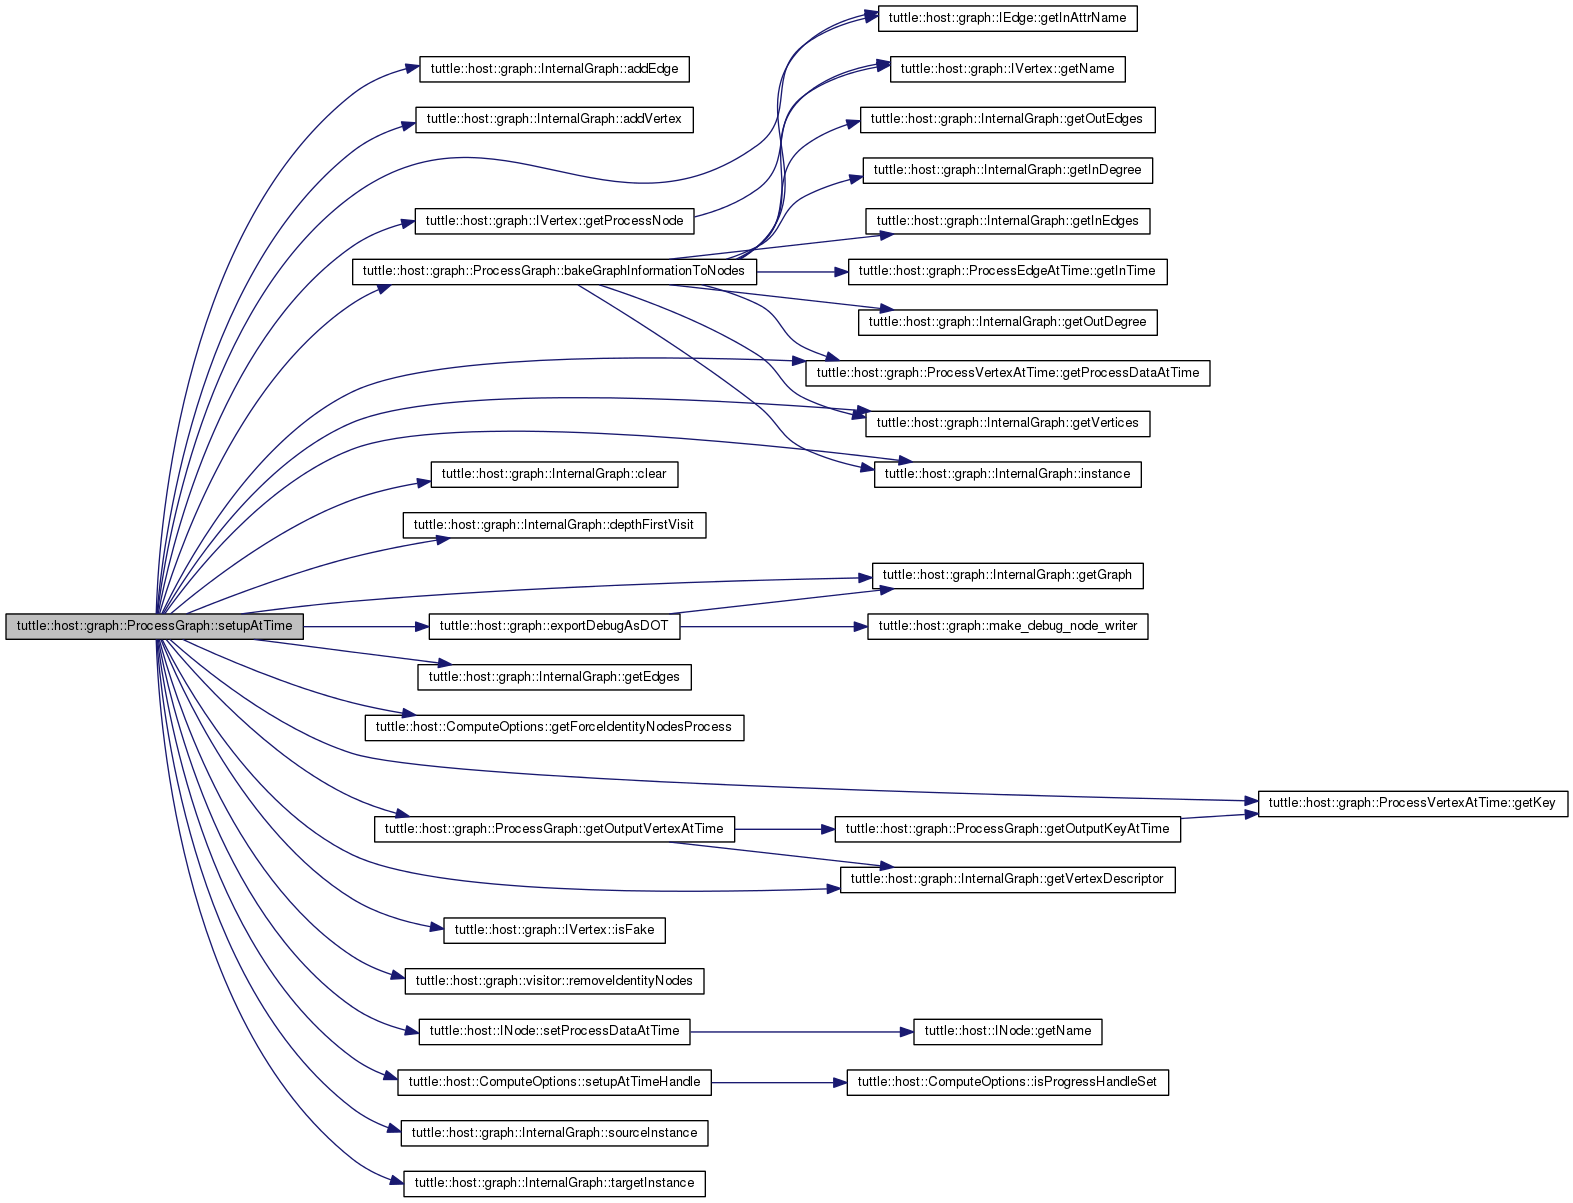 tuttle::host::graph::IEdge::getInAttrName
tuttle::host::graph::InternalGraph::addEdge
tuttle::host::graph::IVertex::getName
tuttle::host::graph::InternalGraph::addVertex
tuttle::host::graph::InternalGraph::getOutEdges
tuttle::host::graph::InternalGraph::getInDegree
tuttle::host::graph::IVertex::getProcessNode
tuttle::host::graph::InternalGraph::getInEdges
tuttle::host::graph::ProcessGraph::bakeGraphInformationToNodes
tuttle::host::graph::ProcessEdgeAtTime::getInTime
tuttle::host::graph::InternalGraph::getOutDegree
tuttle::host::graph::ProcessVertexAtTime::getProcessDataAtTime
tuttle::host::graph::InternalGraph::getVertices
tuttle::host::graph::InternalGraph::clear
tuttle::host::graph::InternalGraph::instance
tuttle::host::graph::InternalGraph::depthFirstVisit
tuttle::host::graph::InternalGraph::getGraph
tuttle::host::graph::ProcessGraph::setupAtTime
tuttle::host::graph::exportDebugAsDOT
tuttle::host::graph::make_debug_node_writer
tuttle::host::graph::InternalGraph::getEdges
tuttle::host::ComputeOptions::getForceIdentityNodesProcess
tuttle::host::graph::ProcessVertexAtTime::getKey
tuttle::host::graph::ProcessGraph::getOutputVertexAtTime
tuttle::host::graph::ProcessGraph::getOutputKeyAtTime
tuttle::host::graph::InternalGraph::getVertexDescriptor
tuttle::host::graph::IVertex::isFake
tuttle::host::graph::visitor::removeIdentityNodes
tuttle::host::INode::setProcessDataAtTime
tuttle::host::INode::getName
tuttle::host::ComputeOptions::setupAtTimeHandle
tuttle::host::ComputeOptions::isProgressHandleSet
tuttle::host::graph::InternalGraph::sourceInstance
tuttle::host::graph::InternalGraph::targetInstance